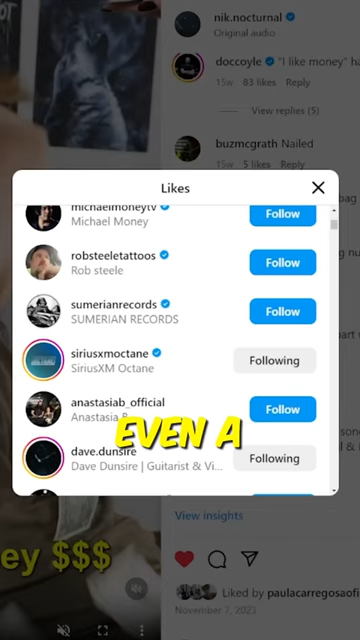 nik.nocturnal
Original audio
doccoyle "I like money" ha
15w 83 likes Reply
View replies (5)
buzmcgrath Nailed
15w 5 likes Reply
Likes
michaelmoneytv
Michael Money
Follow
robsteeletattoos
Rob steele
Follow
sumerianrecords
SUMERIAN RECORDS
Follow
siriusxmoctane
SiriusXM Octane
Following
anastasiab_official
Anastasia B
Follow
EVEN A
dave.dunsire
Dave Dunsire | Guitarist & Vi...
Following
View insights
ey $$$
Liked by paulacarregosaofi
November 7, 2023